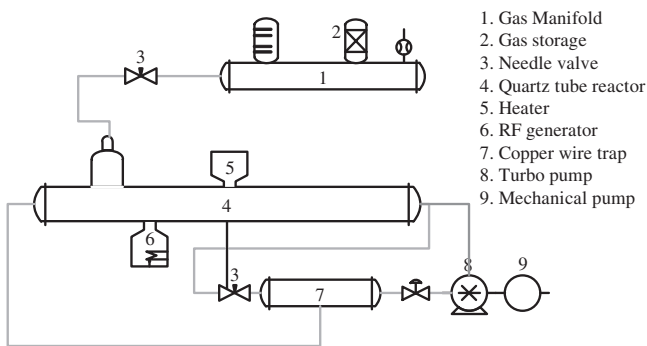 2
1. Gas Manifold
2. Gas storage
3. Needle valve
4. Quartz tube reactor
5. Heater
6. RF generator
7. Copper wire trap
8. Turbo pump
9. Mechanical pump
3
1
5
4
6
3
7
8
9